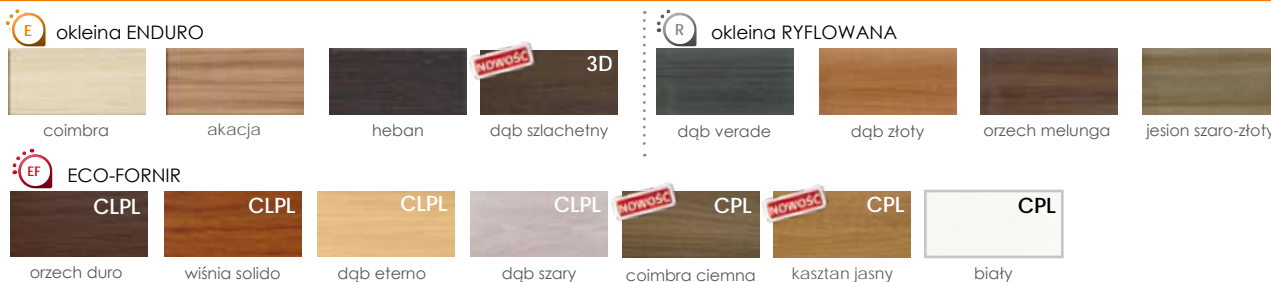 E okleina ENDURO
R okleina RYFLOWANA
NOWOŚĆ 3D
coimbra akacja heban dąb szlachetny
dąb verade dąb złoty orzech melunga jesion szaro-złoty
EF ECO-FORNIR
CLPL CLPL CLPL CLPL NOWOŚĆ CPL NOWOŚĆ CPL CPL
orzech duro wiśnia solido dąb eterno dąb szary coimbra ciemna kasztan jasny biały